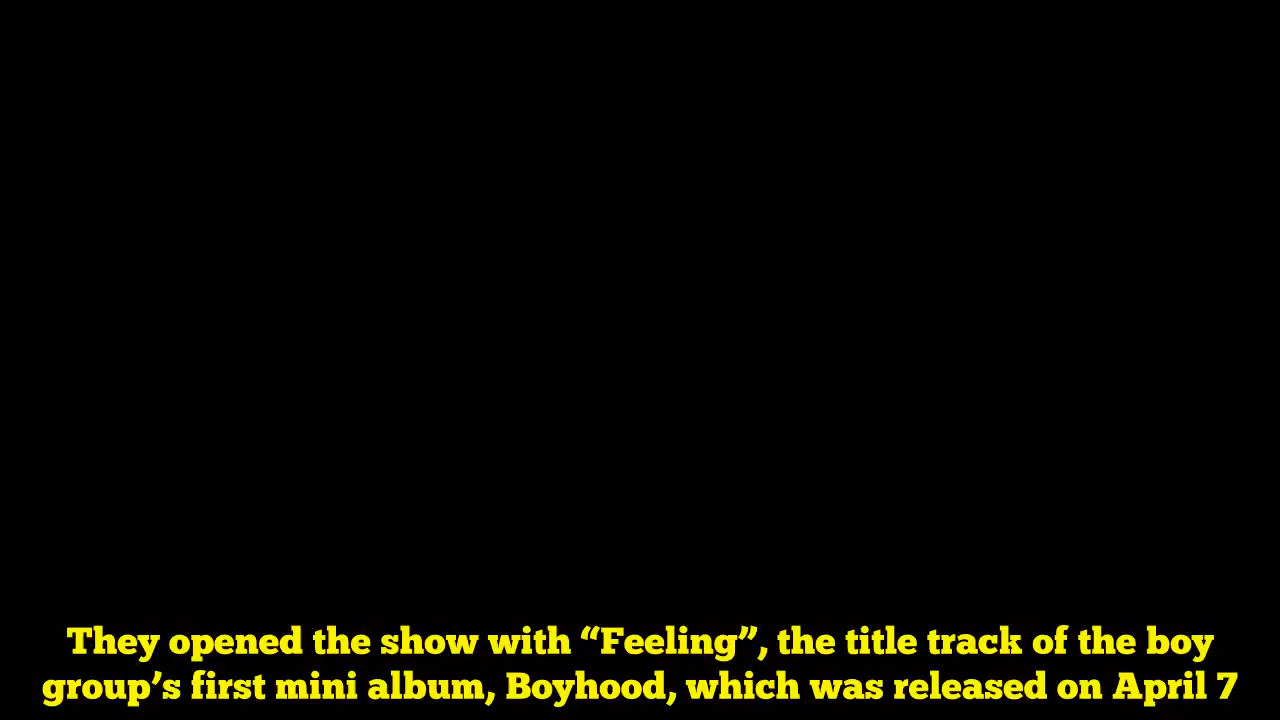 They opened the show with “Feeling”, the title track of the boy
group’s first mini album, Boyhood, which was released on April 7